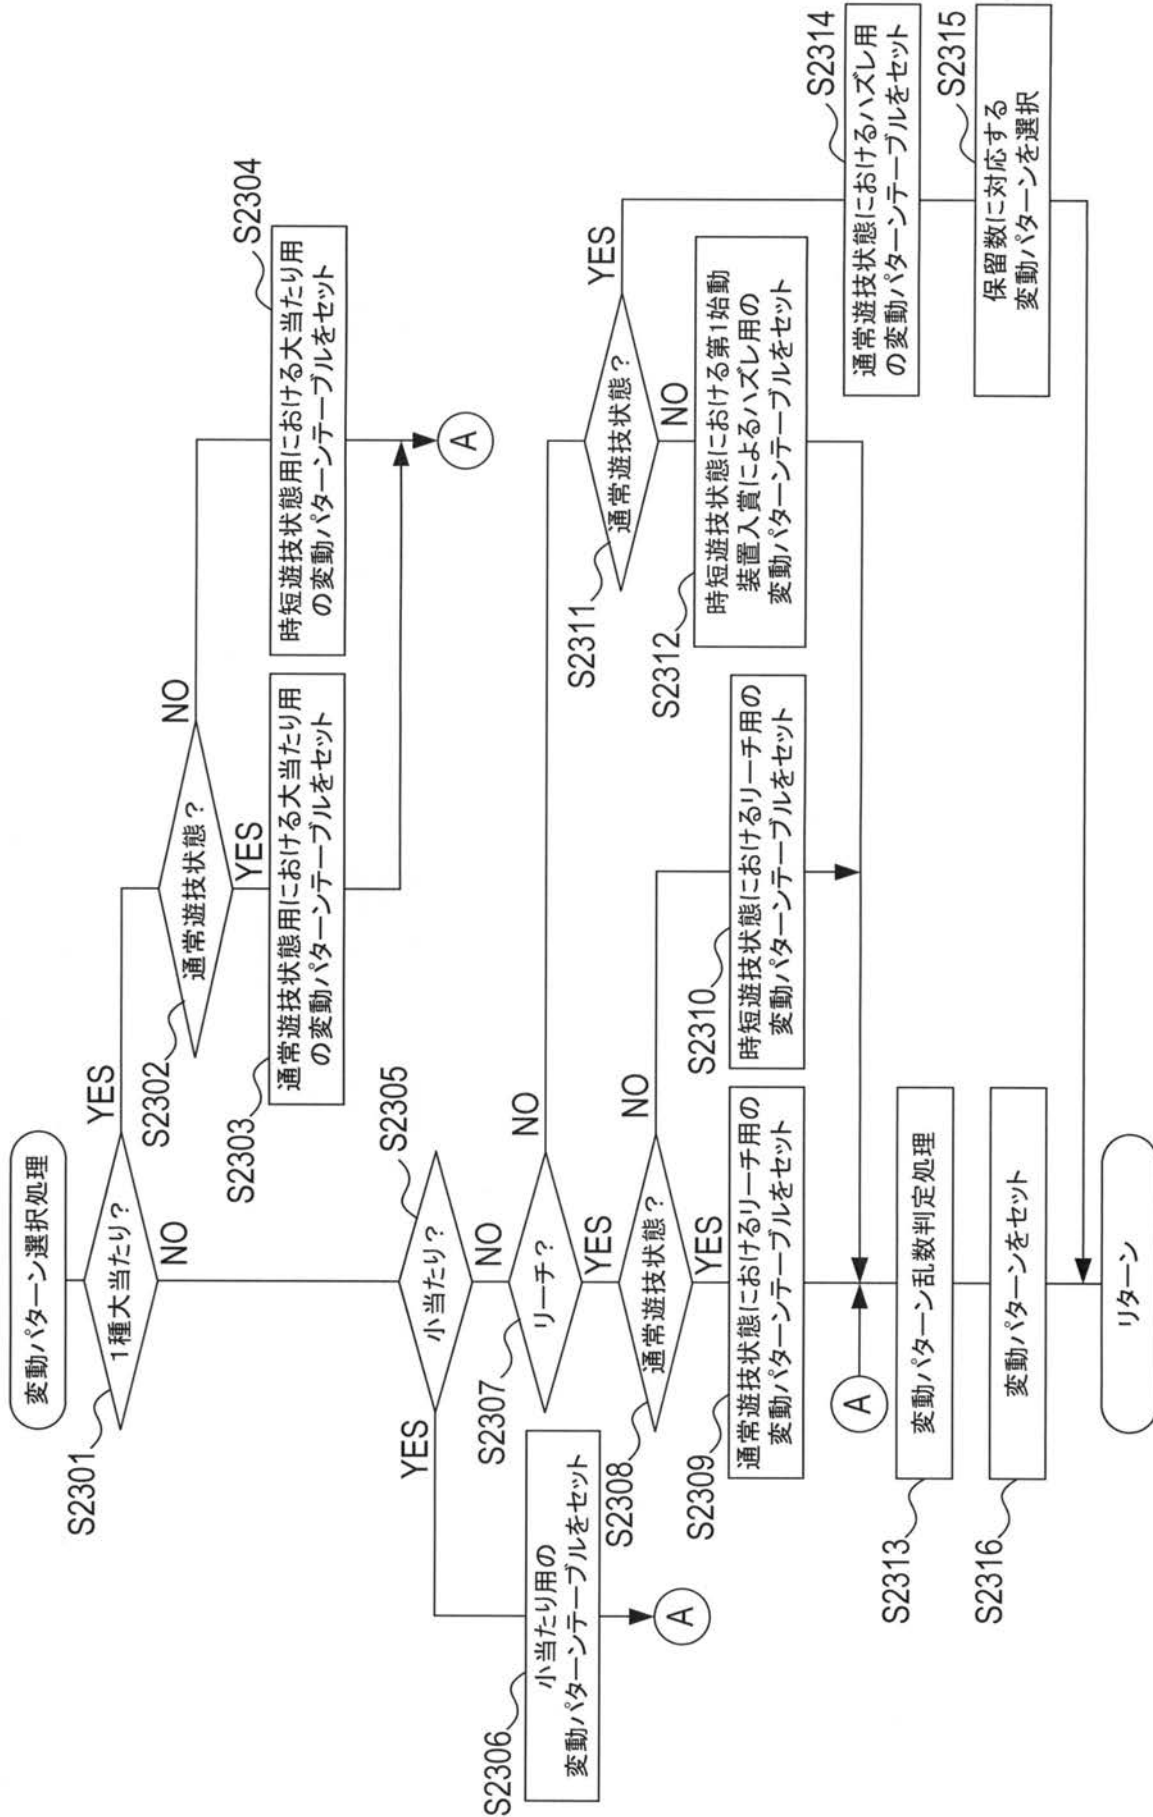 変動パターン選択処理
S2301
1種大当たり？
YES
NO
S2302
通常遊技状態？
NO
YES
S2303
通常遊技状態用における大当たり用
の変動パターンテーブルをセット
S2304
時短遊技状態用における大当たり用
の変動パターンテーブルをセット
A
S2305
小当たり？
YES
NO
S2306
小当たり用の
変動パターンテーブルをセット
A
S2307
リーチ？
NO
YES
S2308
通常遊技状態？
NO
YES
S2309
通常遊技状態におけるリーチ用の
変動パターンテーブルをセット
S2310
時短遊技状態におけるリーチ用の
変動パターンテーブルをセット
S2311
通常遊技状態？
YES
NO
S2312
時短遊技状態における第1始動
装置入賞によるハズレ用の
変動パターンテーブルをセット
S2314
通常遊技状態におけるハズレ用
の変動パターンテーブルをセット
S2315
保留数に対応する
変動パターンを選択
A
S2313
変動パターン乱数判定処理
S2316
変動パターンをセット
リターン